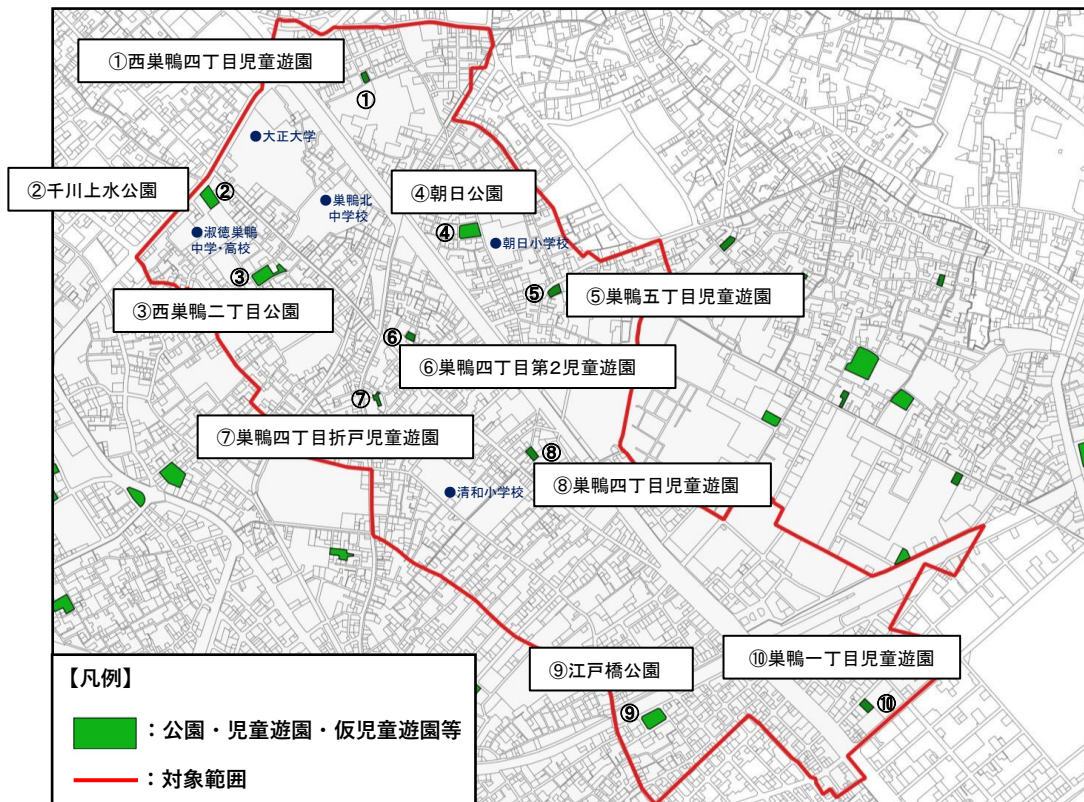 ①西巣鴨四丁目児童遊園
①
●大正大学
②千川上水公園
②
●巣鴨北
中学校
④朝日公園
●淑徳巣鴨
中学・高校
④
●朝日小学校
③
⑤
⑤巣鴨五丁目児童遊園
③西巣鴨二丁目公園
⑥
⑥巣鴨四丁目第2児童遊園
⑦
⑦巣鴨四丁目折戸児童遊園
⑧
●清和小学校
⑧巣鴨四丁目児童遊園
⑨江戸橋公園
⑩巣鴨一丁目児童遊園
⑨
⑩
【凡例】
：公園・児童遊園・仮児童遊園等
：対象範囲